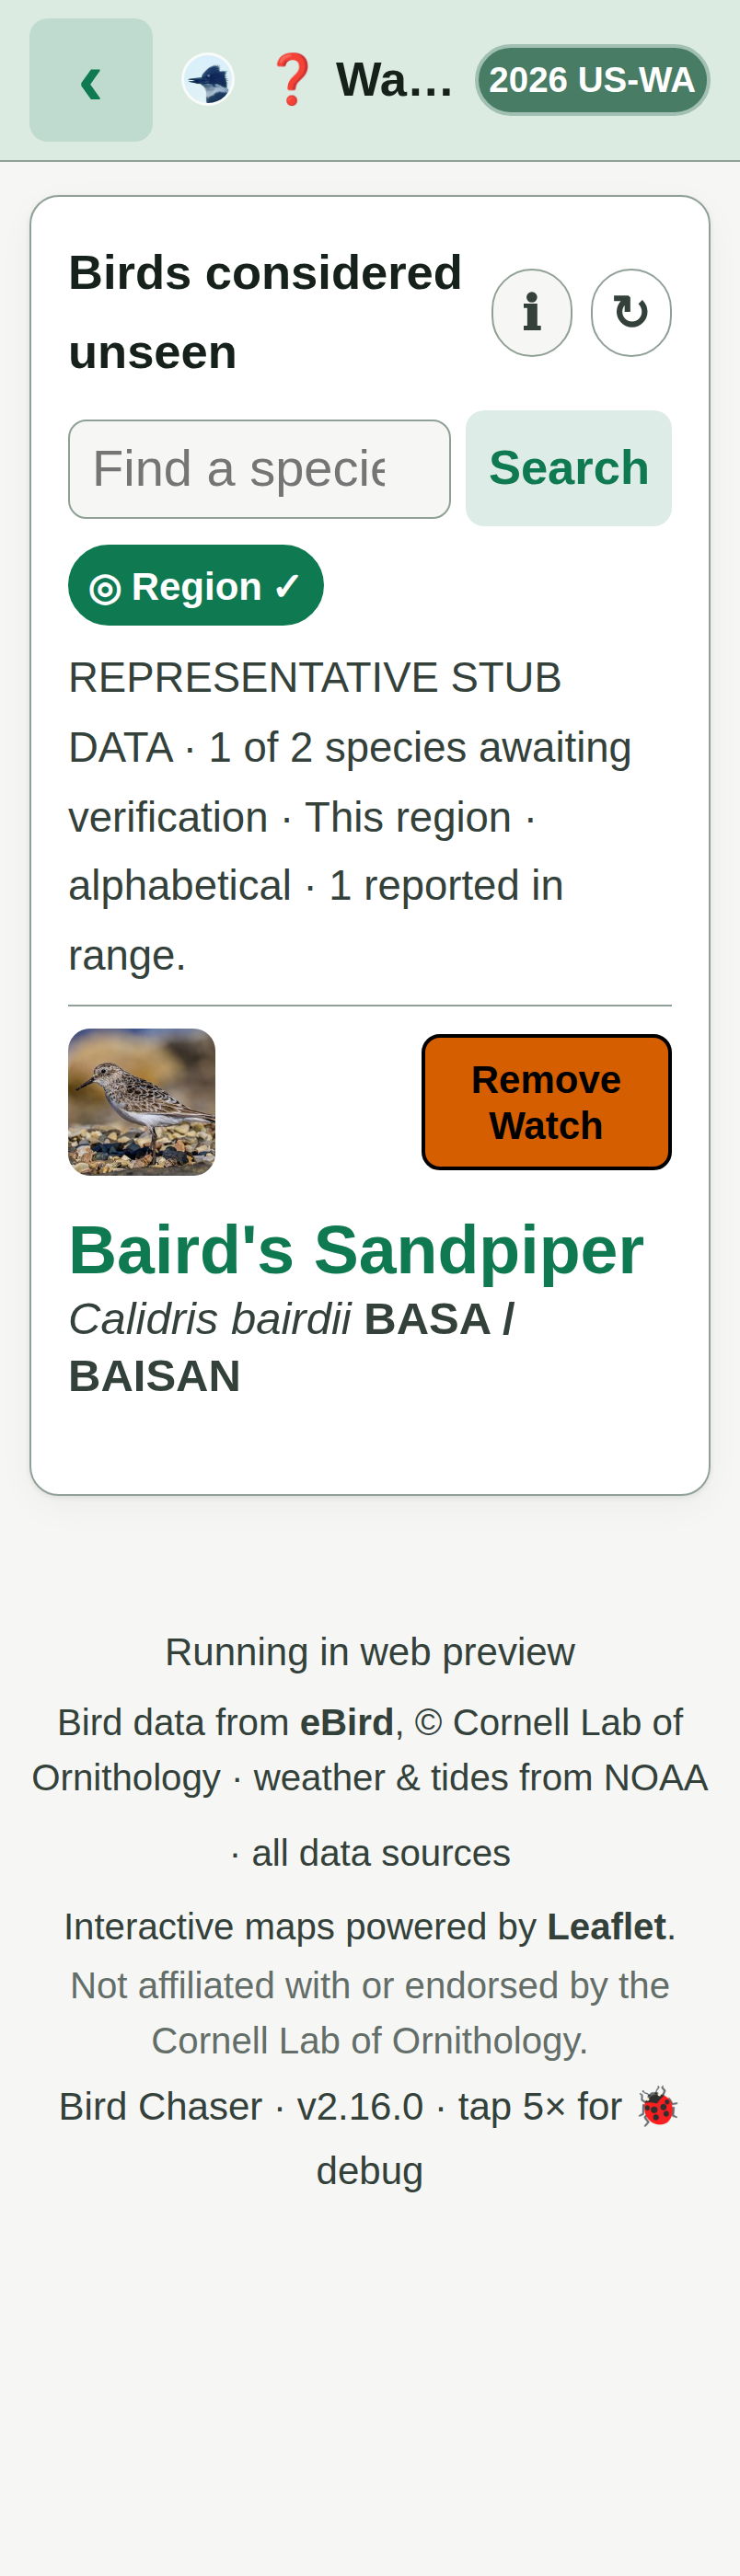 ‹ ❓ Wa... 2026 US-WA
Birds considered
unseen
ℹ ↻
Find a specie
Search
◎ Region ✓
REPRESENTATIVE STUB
DATA · 1 of 2 species awaiting
verification · This region ·
alphabetical · 1 reported in
range.
Remove
Watch
Baird's Sandpiper
Calidris bairdii BASA /
BAISAN
Running in web preview
Bird data from eBird, © Cornell Lab of
Ornithology · weather & tides from NOAA
· all data sources
Interactive maps powered by Leaflet.
Not affiliated with or endorsed by the
Cornell Lab of Ornithology.
Bird Chaser · v2.16.0 · tap 5× for 🐞
debug